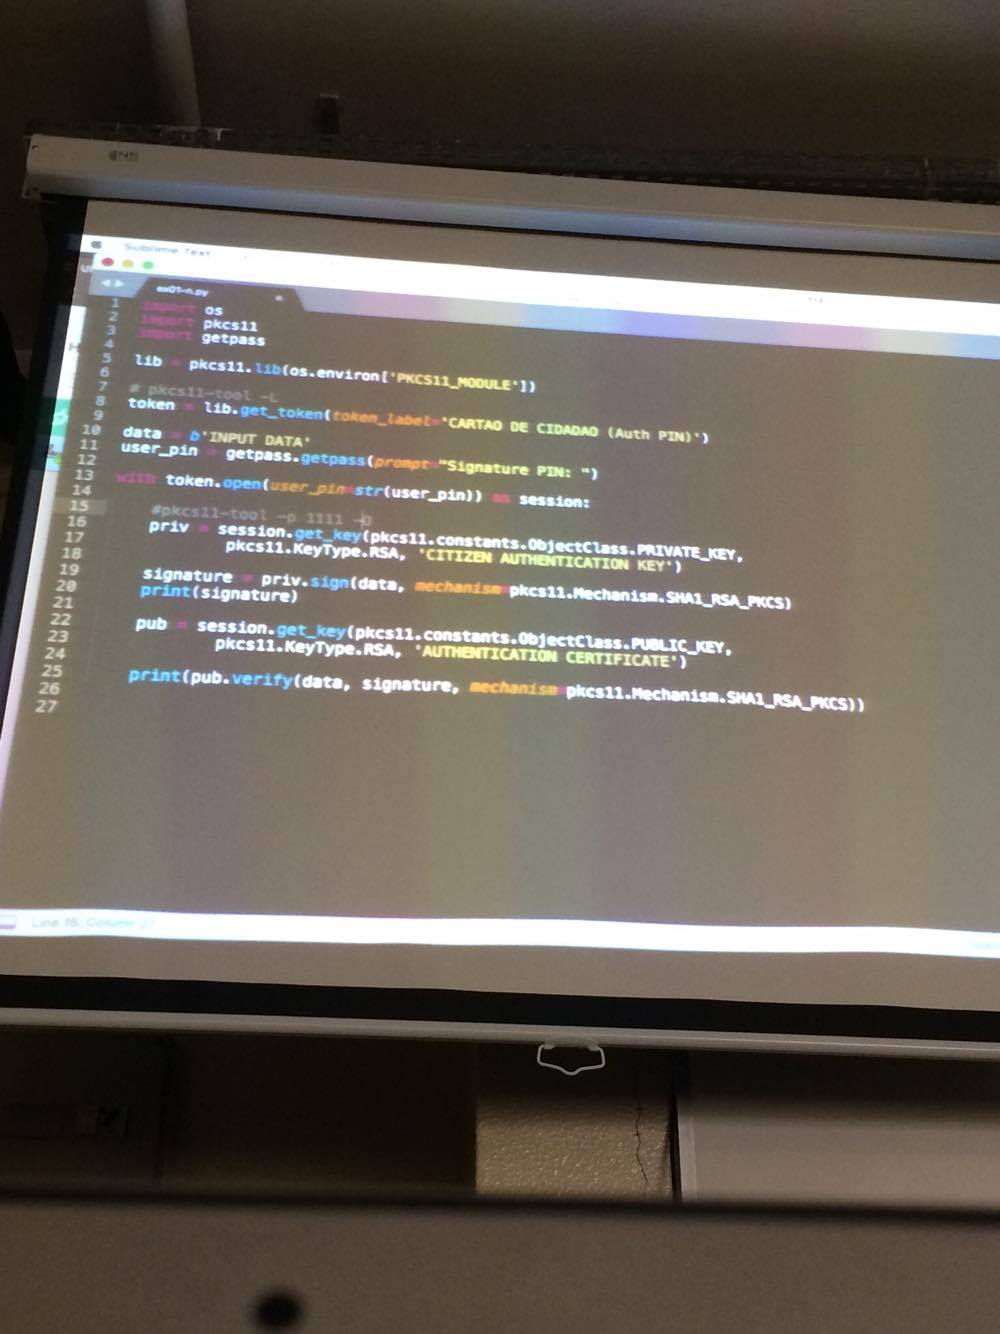 Sublime Text
ex01-n.py
1 import os
2 import pkcs11
3 import getpass
4
5 lib = pkcs11.lib(os.environ['PKCS11_MODULE'])
6
7 # pkcs11-tool -L
8 token = lib.get_token(token_label='CARTAO DE CIDADAO (Auth PIN)')
9
10 data = b'INPUT DATA'
11 user_pin = getpass.getpass(prompt="Signature PIN: ")
12
13 with token.open(user_pin=str(user_pin)) as session:
14
15 #pkcs11-tool -p 1111 -O
16 priv = session.get_key(pkcs11.constants.ObjectClass.PRIVATE_KEY,
17 pkcs11.KeyType.RSA, 'CITIZEN AUTHENTICATION KEY')
18
19 signature = priv.sign(data, mechanism=pkcs11.Mechanism.SHA1_RSA_PKCS)
20 print(signature)
21
22 pub = session.get_key(pkcs11.constants.ObjectClass.PUBLIC_KEY,
23 pkcs11.KeyType.RSA, 'AUTHENTICATION CERTIFICATE')
24
25 print(pub.verify(data, signature, mechanism=pkcs11.Mechanism.SHA1_RSA_PKCS))
26
27
Line 15, Column 27